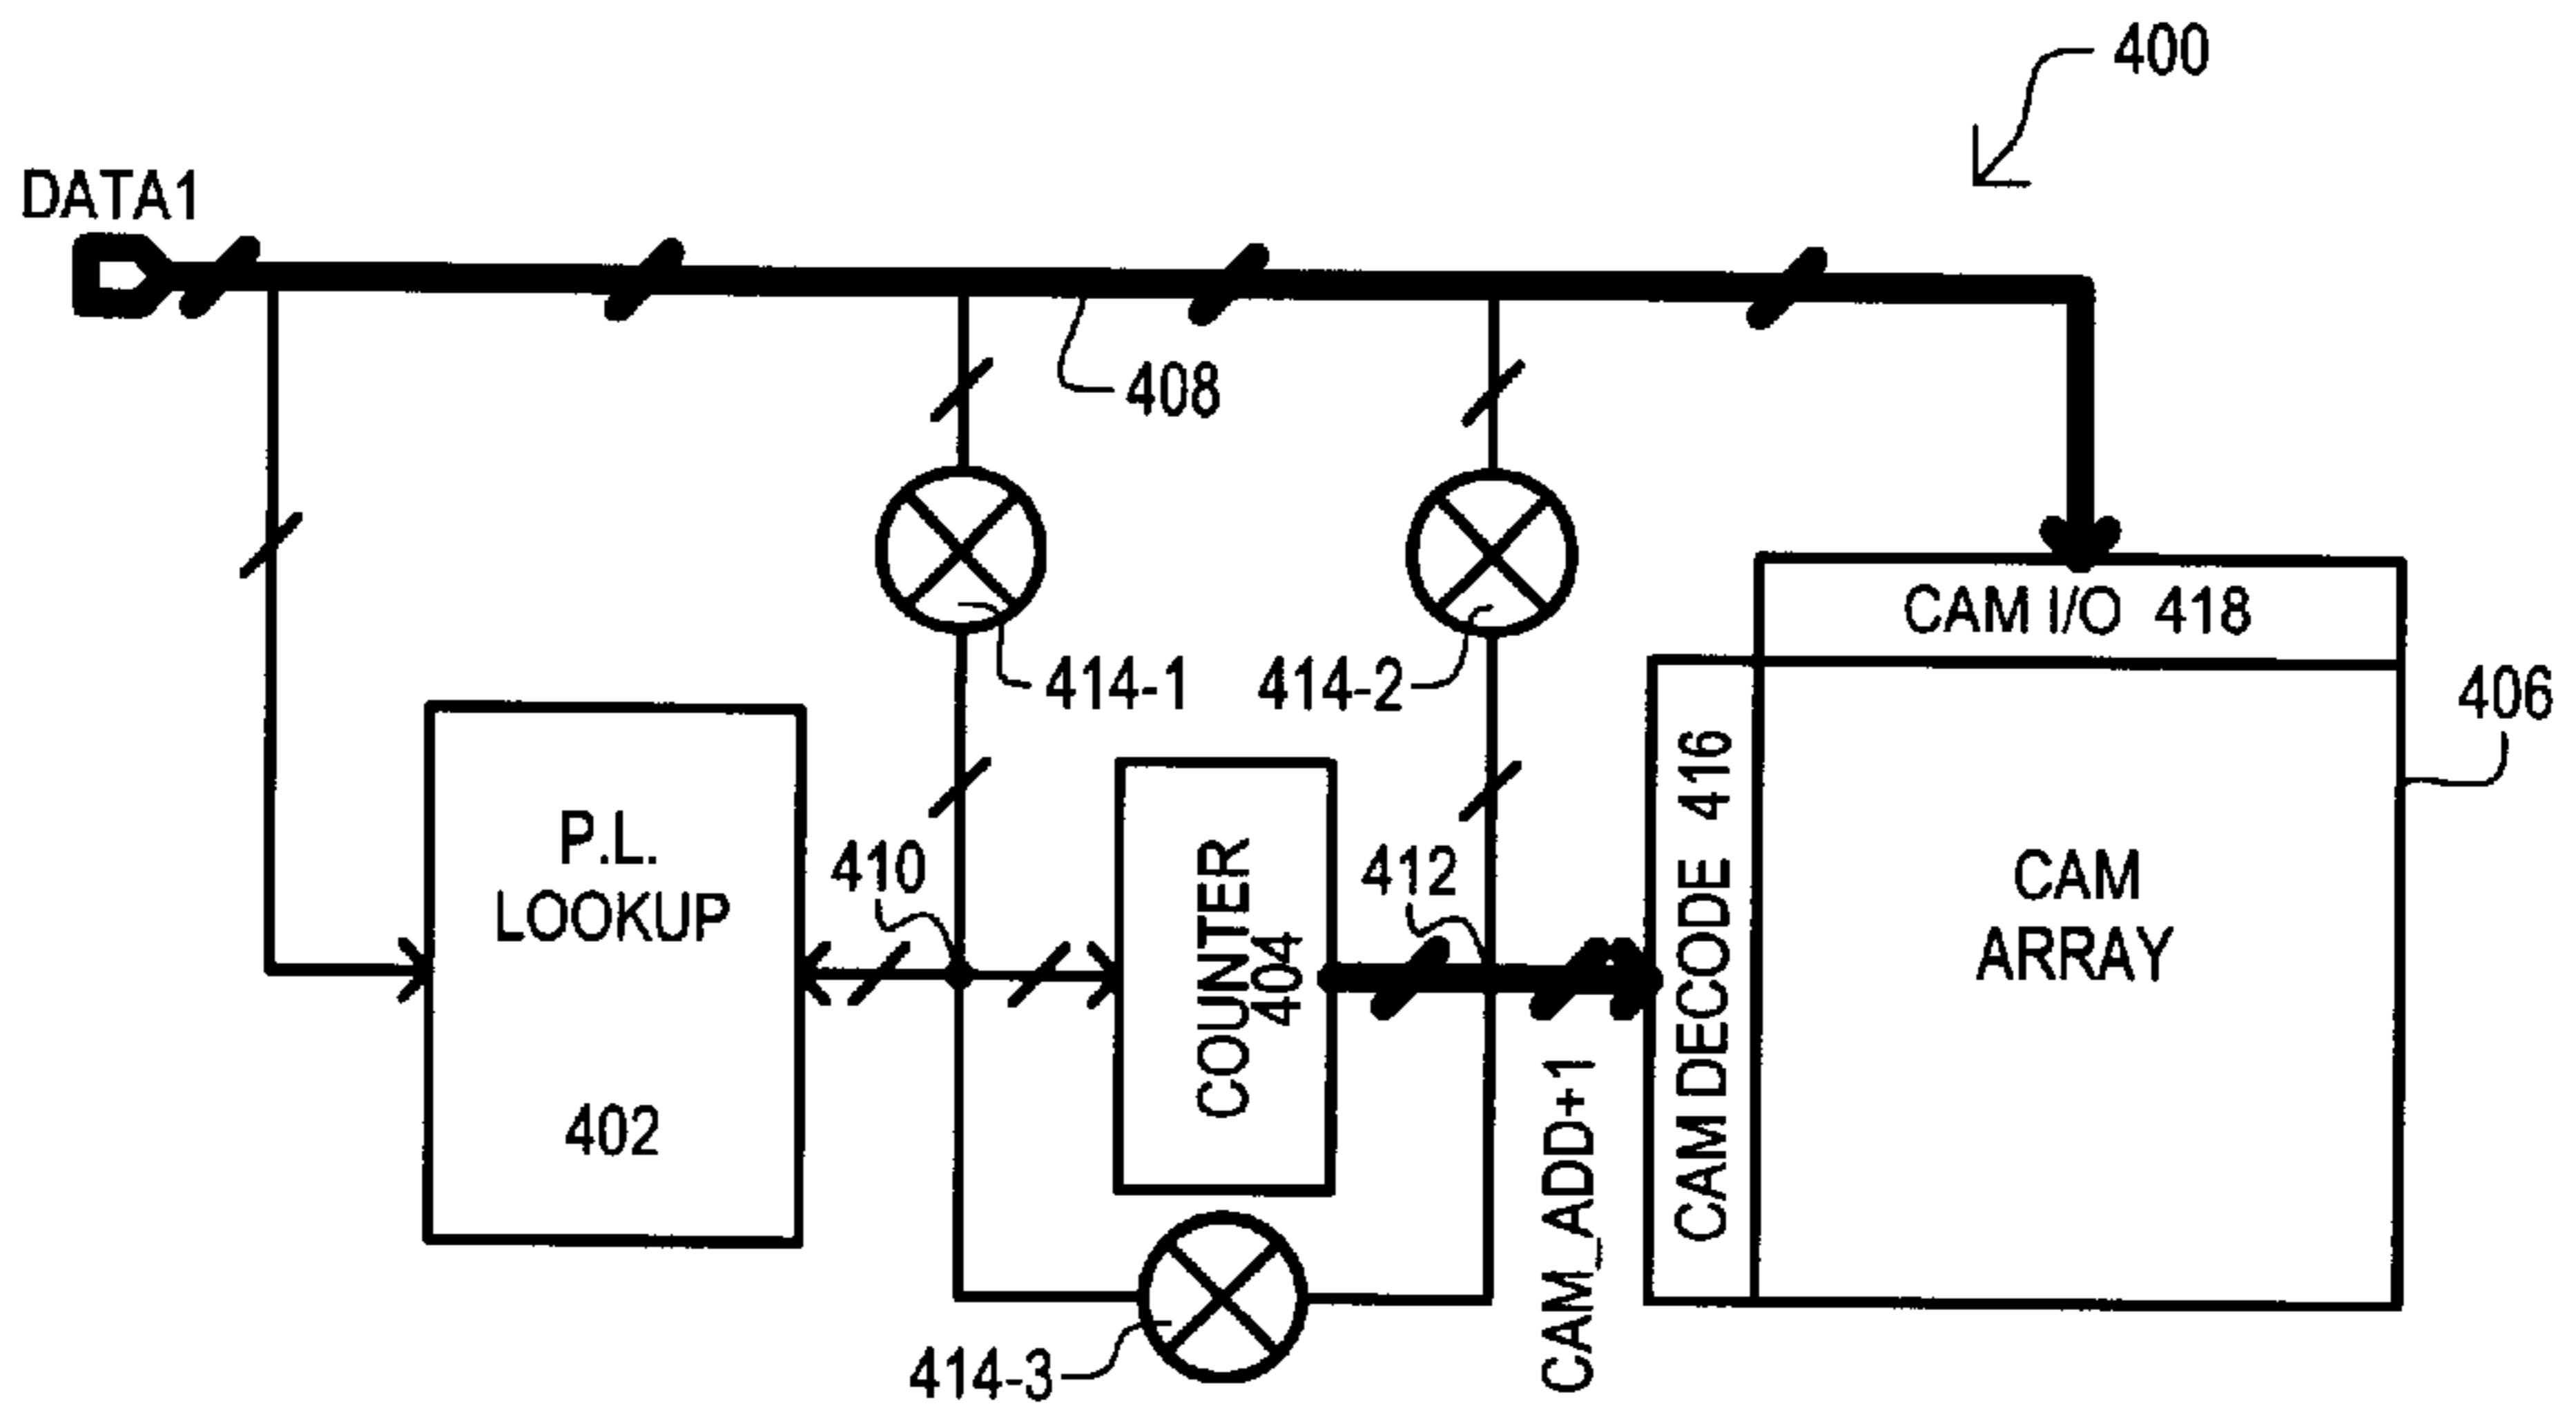 400
DATA1
408
CAM I/O 418
414-1
414-2
406
P.L.
LOOKUP
402
410
COUNTER
404
412
CAM DECODE 416
CAM
ARRAY
CAM_ADD+1
414-3